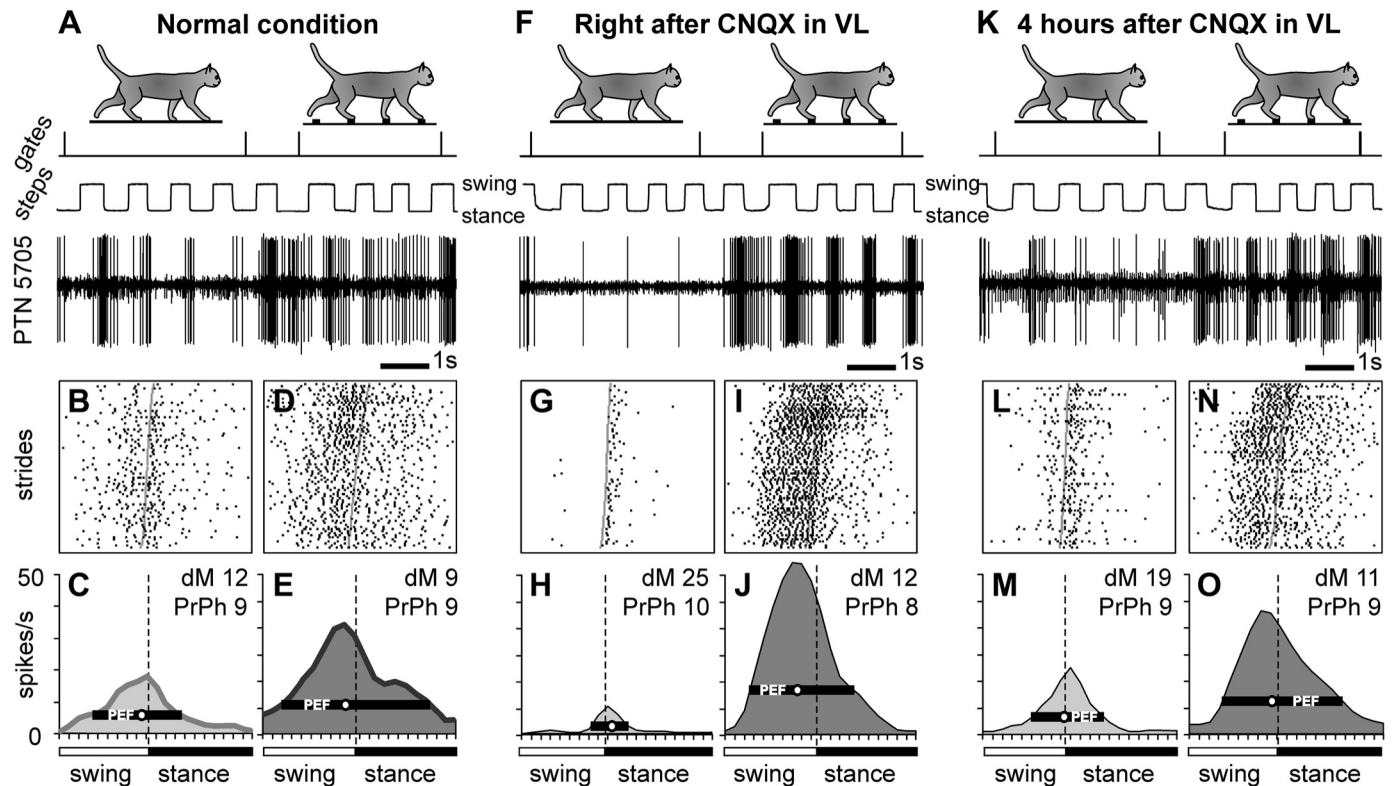 A Normal condition
F Right after CNQX in VL
K 4 hours after CNQX in VL
gates
steps
swing
stance
swing
stance
PTN 5705
1s
1s
1s
strides
B
D
G
I
L
N
spikes/s
50
0
C dM 12
PrPh 9
PEF
E dM 9
PrPh 9
PEF
H dM 25
PrPh 10
J dM 12
PrPh 8
PEF
M dM 19
PrPh 9
PEF
O dM 11
PrPh 9
PEF
swing stance
swing stance
swing stance
swing stance
swing stance
swing stance